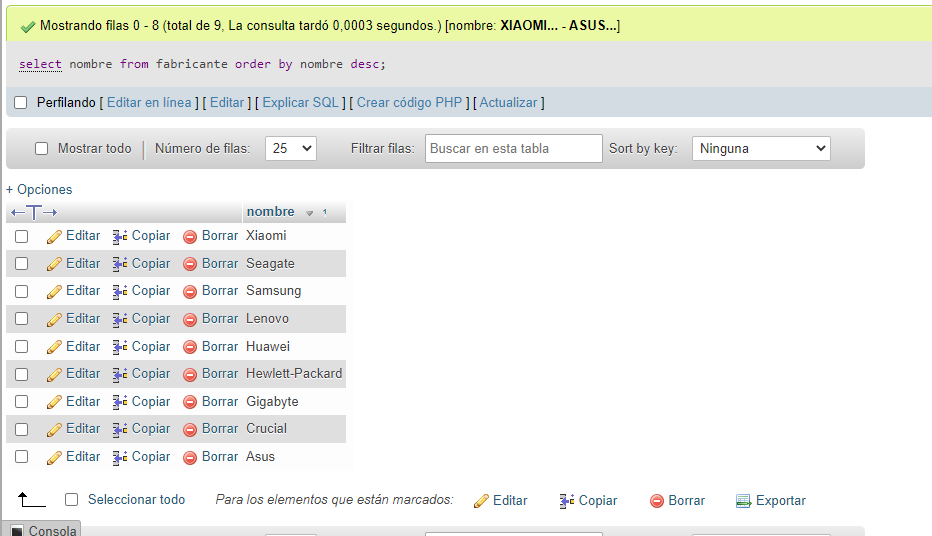 Mostrando filas 0 - 8 (total de 9, La consulta tardó 0,0003 segundos.) [nombre: XIAOMI... - ASUS...]
select nombre from fabricante order by nombre desc;
Perfilando [ Editar en línea ] [ Editar ] [ Explicar SQL ] [ Crear código PHP ] [ Actualizar ]
Mostrar todo Número de filas: 25 Filtrar filas: Buscar en esta tabla Sort by key: Ninguna
+ Opciones
nombre 1
Editar Copiar Borrar Xiaomi
Editar Copiar Borrar Seagate
Editar Copiar Borrar Samsung
Editar Copiar Borrar Lenovo
Editar Copiar Borrar Huawei
Editar Copiar Borrar Hewlett-Packard
Editar Copiar Borrar Gigabyte
Editar Copiar Borrar Crucial
Editar Copiar Borrar Asus
Seleccionar todo Para los elementos que están marcados: Editar Copiar Borrar Exportar
Consola